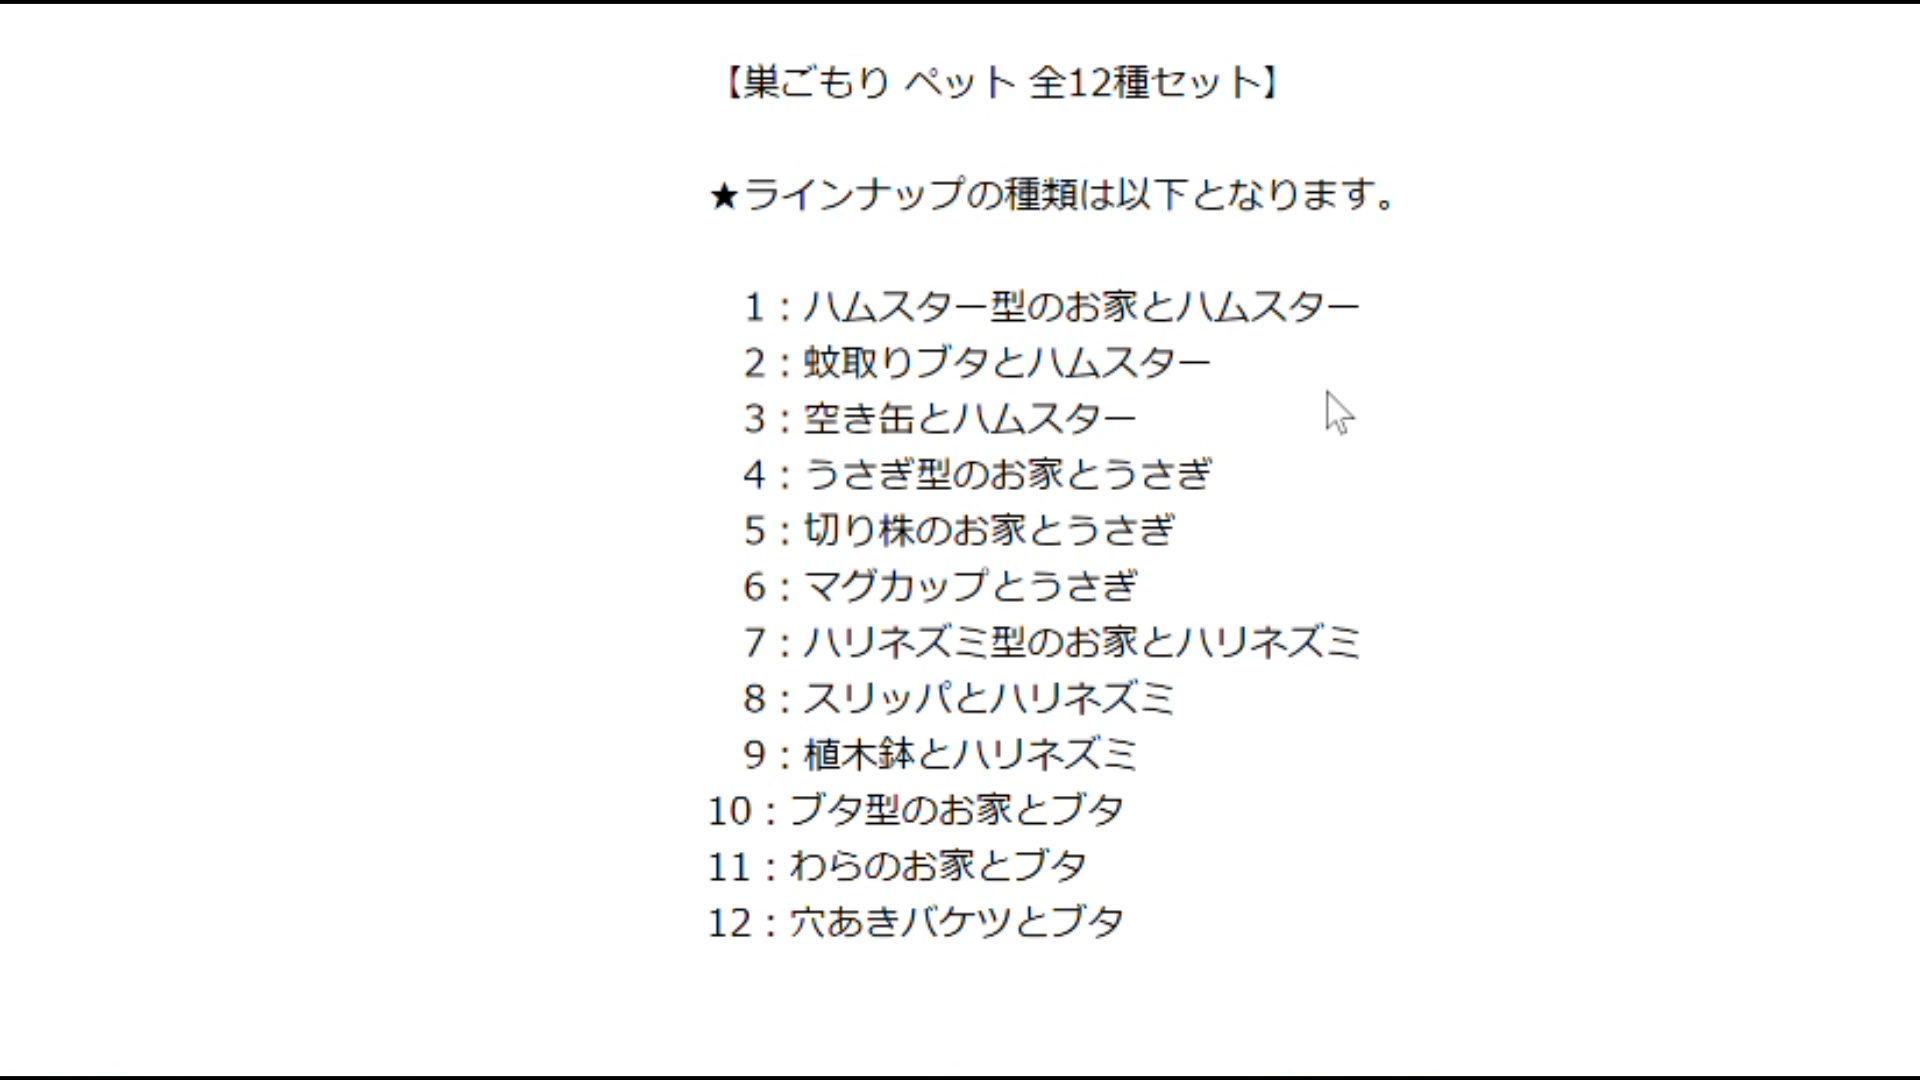 【巣ごもり ペット 全12種セット】
★ラインナップの種類は以下となります。
1：ハムスター型のお家とハムスター
2：蚊取りブタとハムスター
3：空き缶とハムスター
4：うさぎ型のお家とうさぎ
5：切り株のお家とうさぎ
6：マグカップとうさぎ
7：ハリネズミ型のお家とハリネズミ
8：スリッパとハリネズミ
9：植木鉢とハリネズミ
10：ブタ型のお家とブタ
11：わらのお家とブタ
12：穴あきバケツとブタ